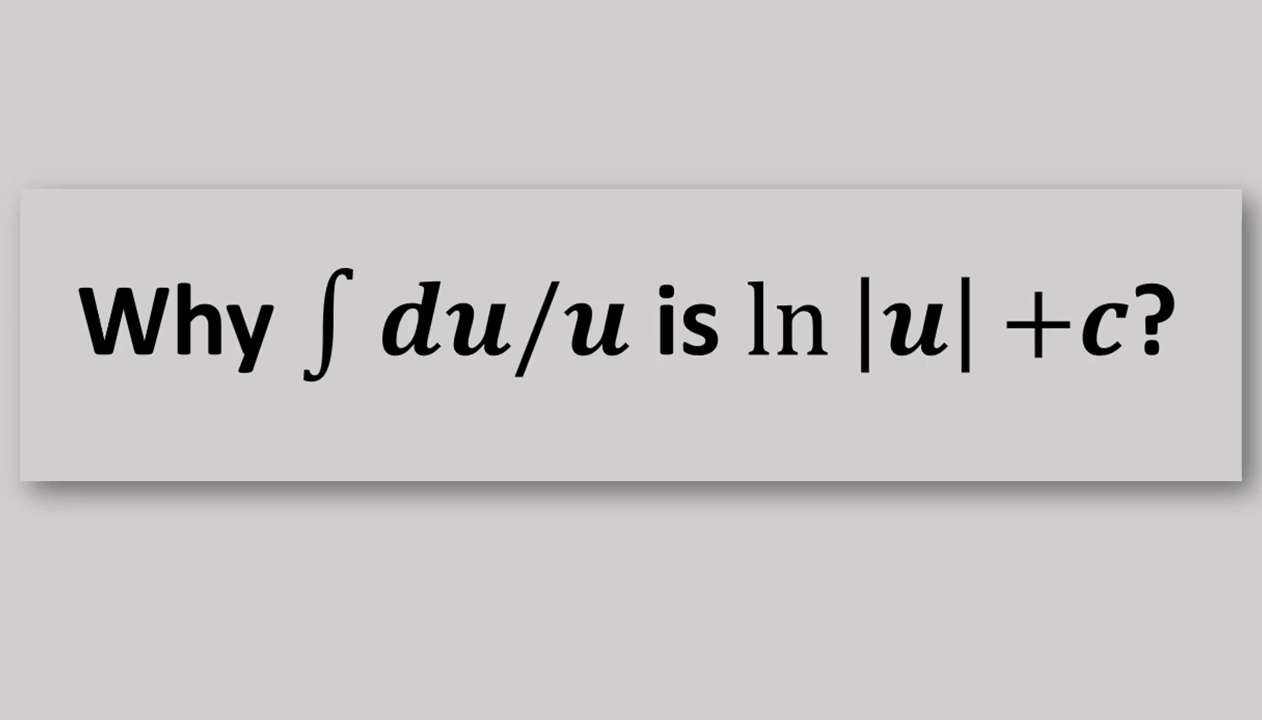 Why ∫ du/u is ln |u| +c?